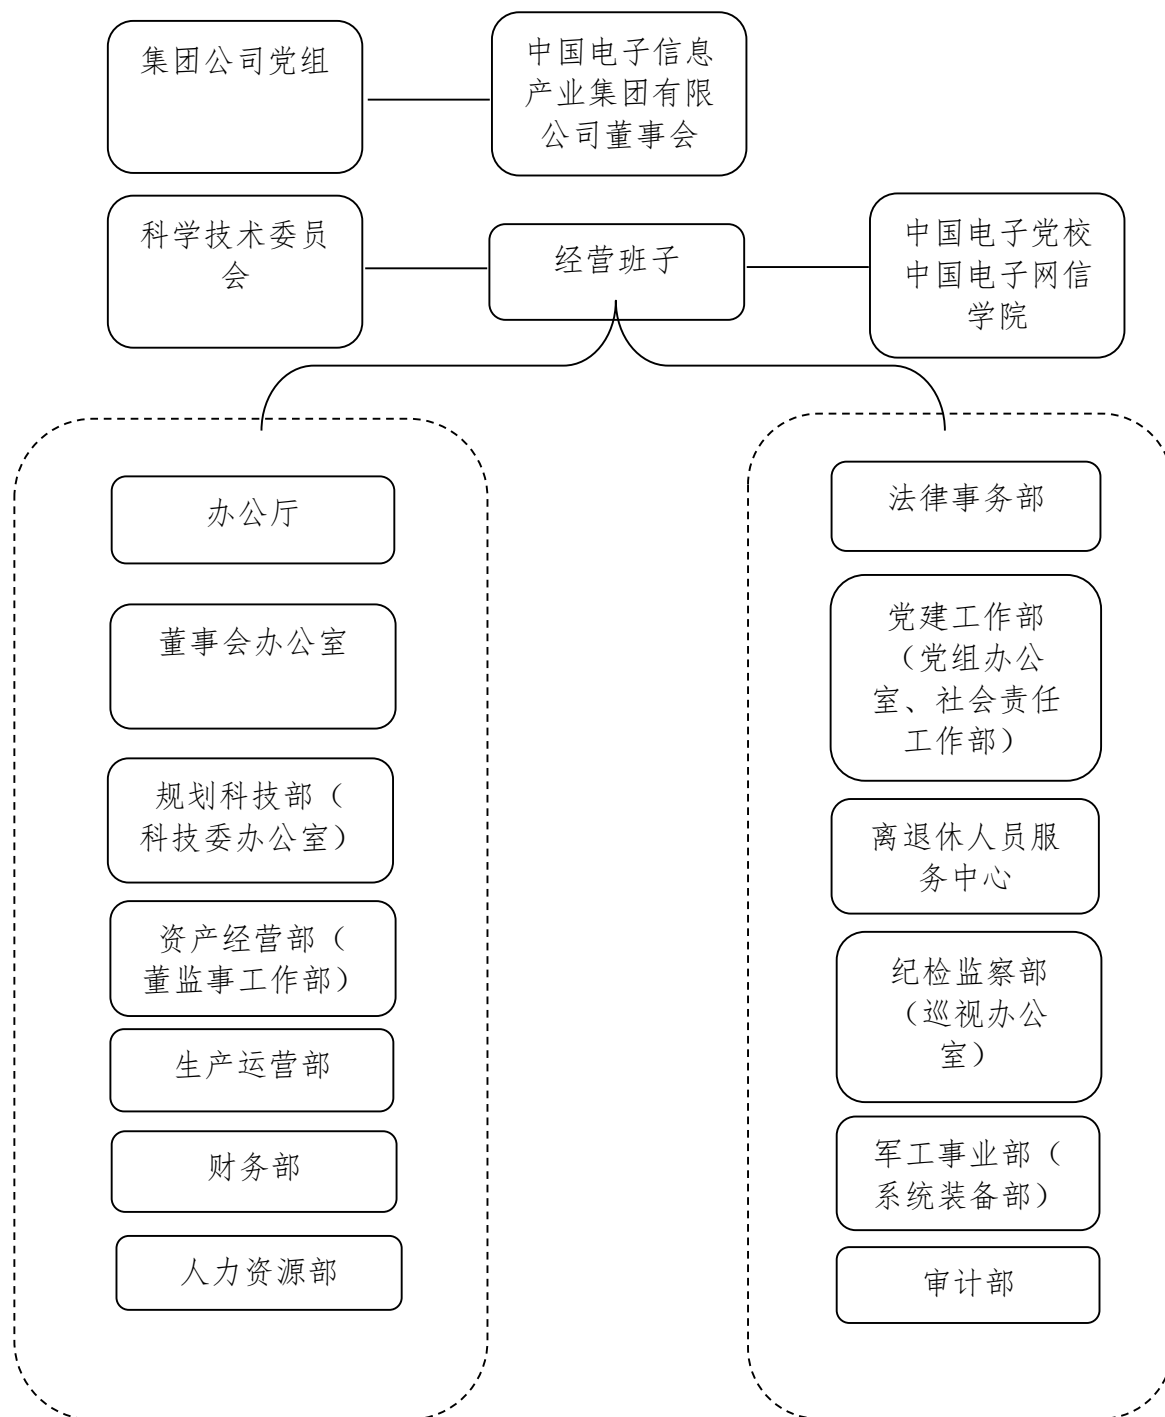 集团公司党组
中国电子信息
产业集团有限
公司董事会
科学技术委员
会
经营班子
中国电子党校
中国电子网信
学院
办公厅
董事会办公室
规划科技部（
科技委办公室）
资产经营部（
董监事工作部）
生产运营部
财务部
人力资源部
法律事务部
党建工作部
（党组办公
室、社会责任
工作部）
离退休人员服
务中心
纪检监察部
（巡视办公
室）
军工事业部（
系统装备部）
审计部